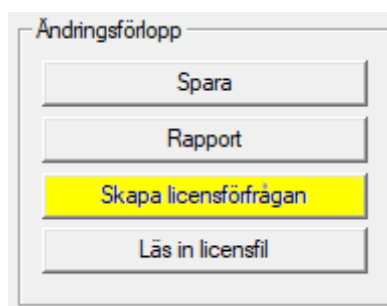 Ändringsförlopp
Spara
Rapport
Skapa licensförfrågan
Läs in licensfil